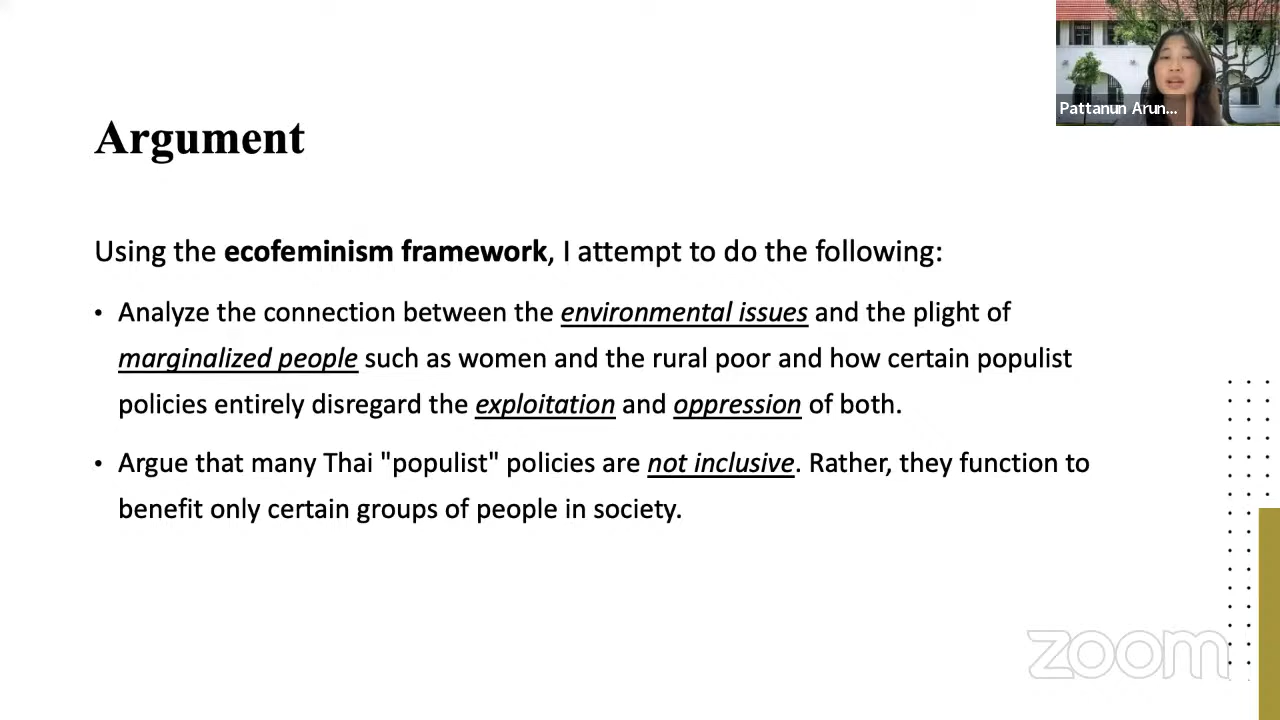 Pattanun Arun...
Argument
Using the ecofeminism framework, I attempt to do the following:
• Analyze the connection between the environmental issues and the plight of
marginalized people such as women and the rural poor and how certain populist
policies entirely disregard the exploitation and oppression of both.
• Argue that many Thai "populist" policies are not inclusive. Rather, they function to
benefit only certain groups of people in society.
zoom